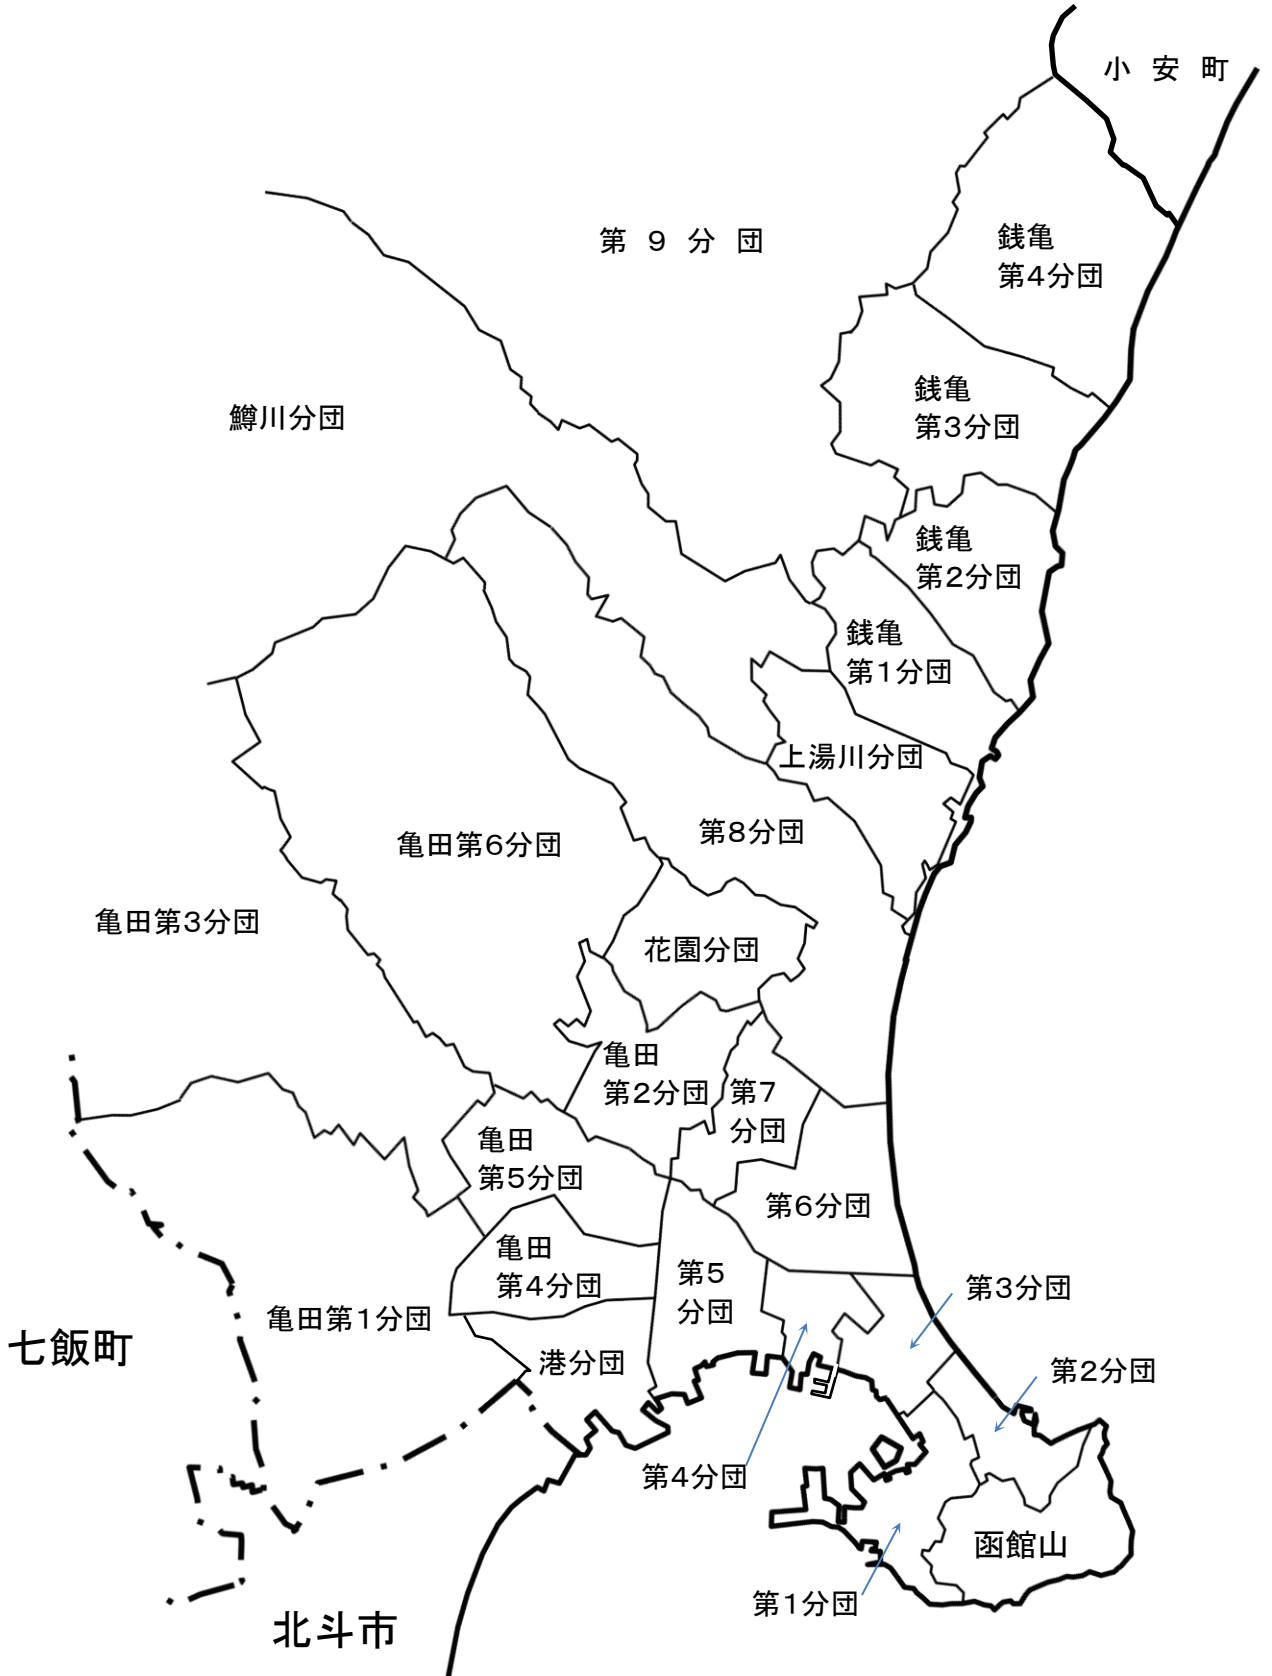 小安町
第９分団
銭亀
第４分団
銭亀
第３分団
鱒川分団
銭亀
第２分団
銭亀
第１分団
上湯川分団
第８分団
亀田第６分団
亀田第３分団
花園分団
亀田
第２分団
第７
分団
亀田
第５分団
第６分団
亀田
第４分団
第５
分団
第３分団
亀田第１分団
七飯町
港分団
第２分団
第４分団
函館山
第１分団
北斗市